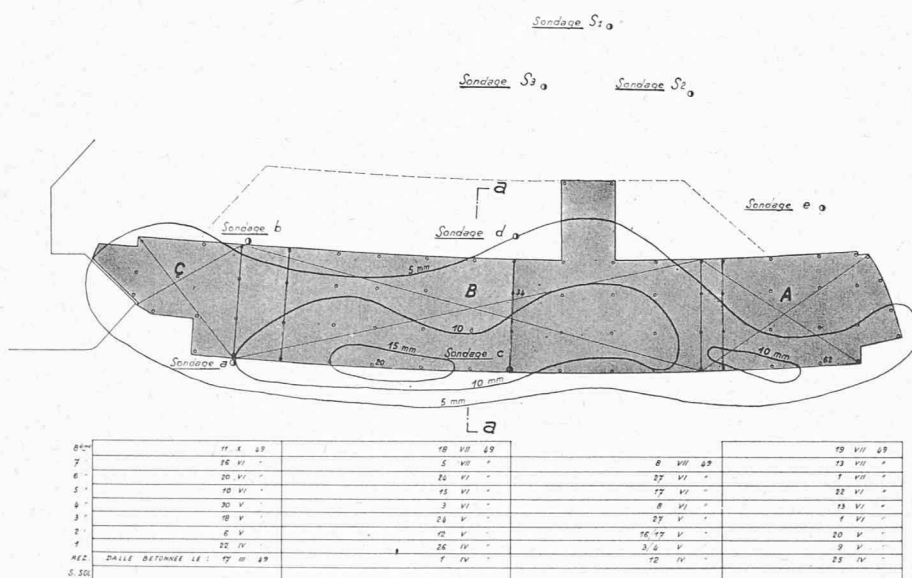 Sondage S1
Sondage S3
Sondage S2
a
Sondage e
Sondage b
Sondage d
5 mm
C
B
A
34
10
15 mm
Sondage c
10 mm
Sondage a
20
62
10 mm
5 mm
a
8ème 11 X 49 18 VII 49 19 VII 49
7 " 26 VI " 5 VII " 8 VII 49 13 VII "
6 " 20 VI " 24 VI " 27 VI " 1 VII "
5 " 10 VI " 15 VI " 17 VI " 22 VI "
4 " 30 V " 3 VI " 8 VI " 13 VI "
3 " 18 V " 24 V " 27 V " 1 VI "
2 " 6 V " 12 V " 16/17 V " 20 V "
1 22 IV " 26 IV " 3/4 V " 9 V "
REZ. DALLE BETONNEE LE : 17 III 49 1 IV " 12 IV " 25 IV "
S. SOL